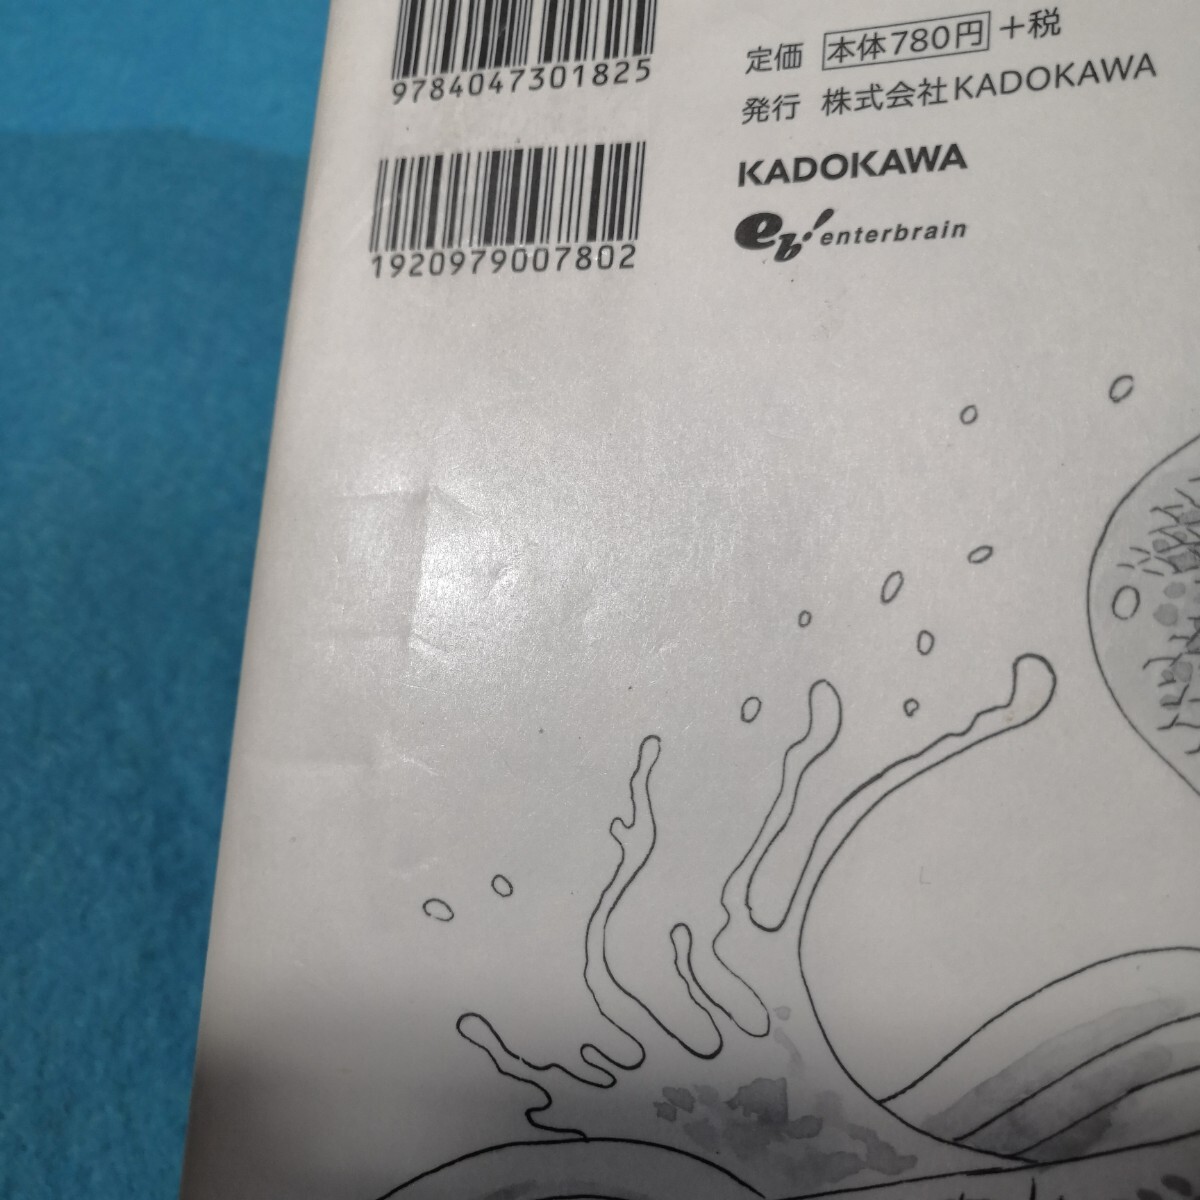 9784047301825
1920979007802
定価 本体780円 +税
発行 株式会社KADOKAWA
KADOKAWA
eb! enterbrain